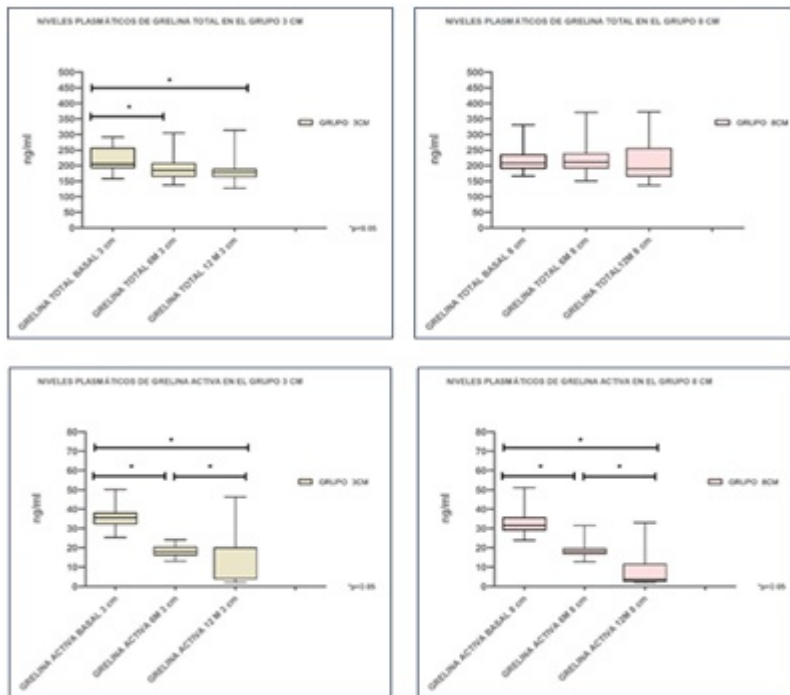 NIVELES PLASMÁTICOS DE GRELINA TOTAL EN EL GRUPO 3 CM
500
450
400
350
300
250
200
150
100
50
0
ng/ml
*
*
GRUPO 3CM
*p<0.05
GRELINA TOTAL BASAL 3 cm
GRELINA TOTAL 6M 3 cm
GRELINA TOTAL 12 M 3 cm
NIVELES PLASMÁTICOS DE GRELINA TOTAL EN EL GRUPO 8 CM
500
450
400
350
300
250
200
150
100
50
0
ng/ml
GRUPO 8CM
GRELINA TOTAL BASAL 8 cm
GRELINA TOTAL 6M 8 cm
GRELINA TOTAL12M 8 cm
NIVELES PLASMÁTICOS DE GRELINA ACTIVA EN EL GRUPO 3 CM
80
70
60
50
40
30
20
10
0
ng/ml
*
*
*
GRUPO 3CM
*p<0.05
GRELINA ACTIVA BASAL 3 cm
GRELINA ACTIVA 6M 3 cm
GRELINA ACTIVA 12 M 3 cm
NIVELES PLASMÁTICOS DE GRELINA ACTIVA EN EL GRUPO 8 CM
80
70
60
50
40
30
20
10
0
ng/ml
*
*
*
GRUPO 8CM
*p<0.05
GRELINA ACTIVA BASAL 8 cm
GRELINA ACTIVA 6M 8 cm
GRELINA ACTIVA 12M 8 cm